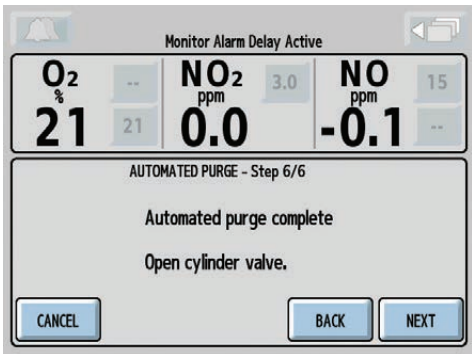 Monitor Alarm Delay Active
O2 % -- 21 21
NO2 ppm 3.0 0.0
NO ppm 15 -- -0.1
AUTOMATED PURGE - Step 6/6
Automated purge complete
Open cylinder valve.
CANCEL BACK NEXT